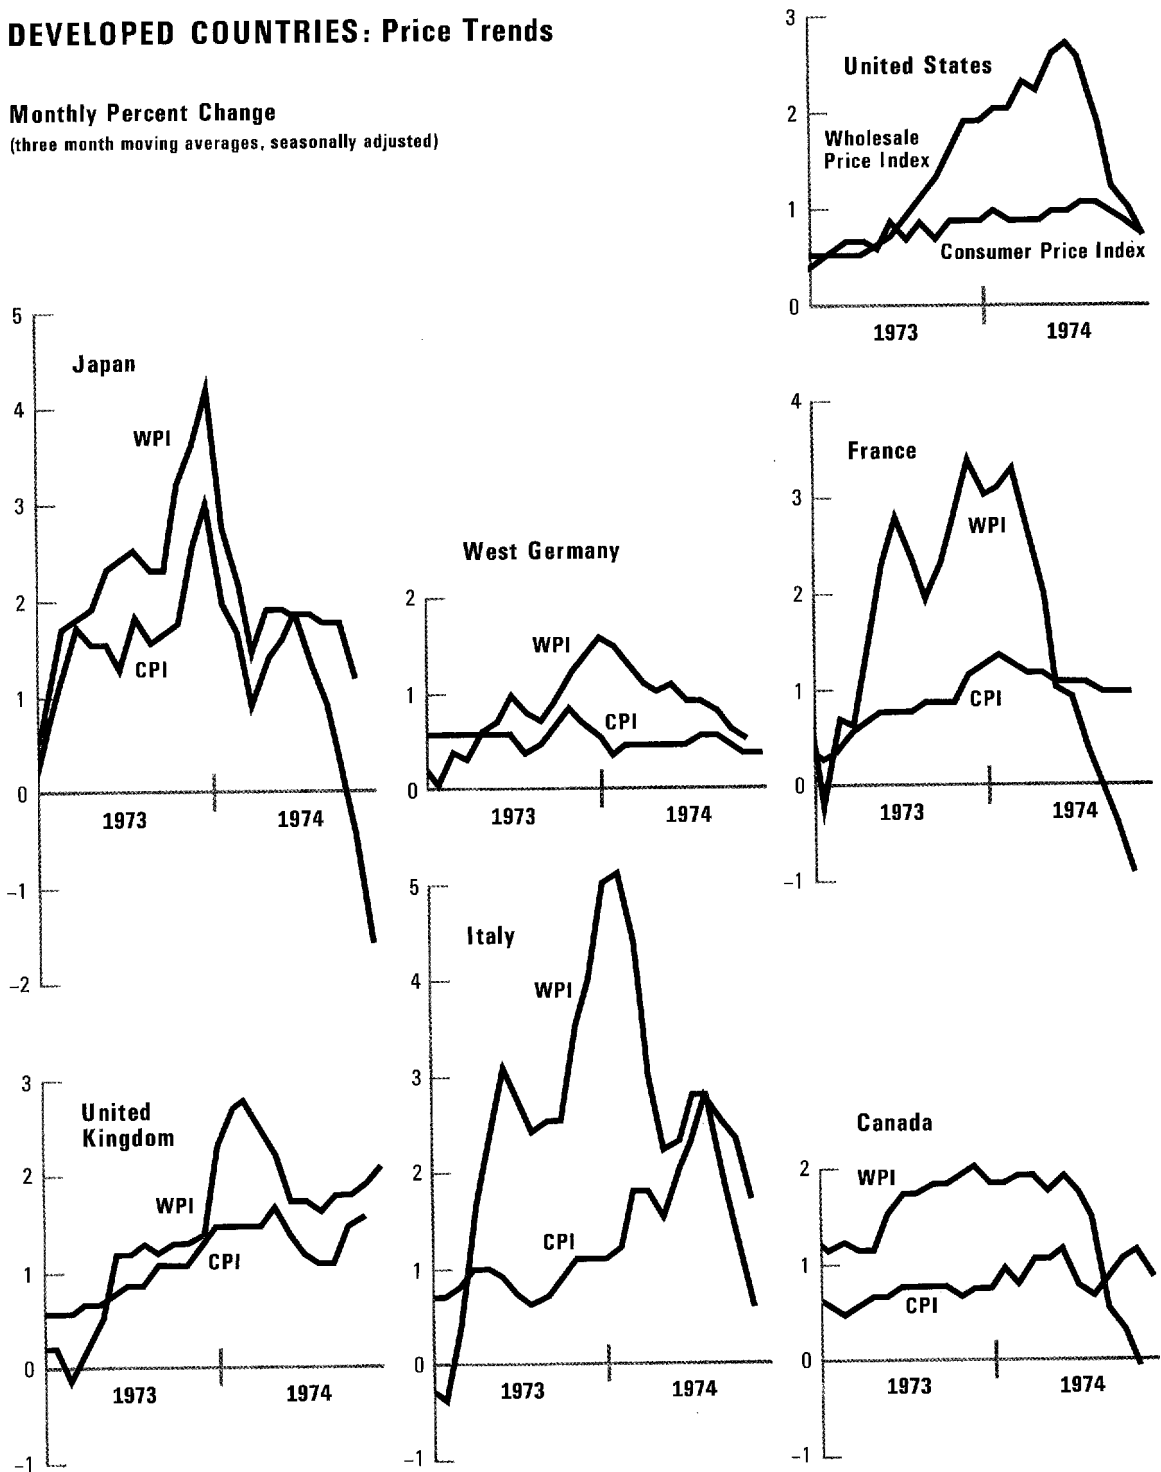 DEVELOPED COUNTRIES: Price Trends
Monthly Percent Change
(three month moving averages, seasonally adjusted)
3
United States
2
Wholesale
Price Index
1
Consumer Price Index
0
1973
1974
5
Japan
4
WPI
3
2
CPI
1
0
1973
1974
–1
–2
West Germany
2
WPI
1
CPI
0
1973
1974
4
France
3
WPI
2
1
CPI
0
1973
1974
–1
3
United
Kingdom
2
WPI
CPI
1
0
1973
1974
–1
5
Italy
4
WPI
3
2
CPI
1
0
1973
1974
–1
Canada
2
WPI
1
CPI
0
1973
1974
–1